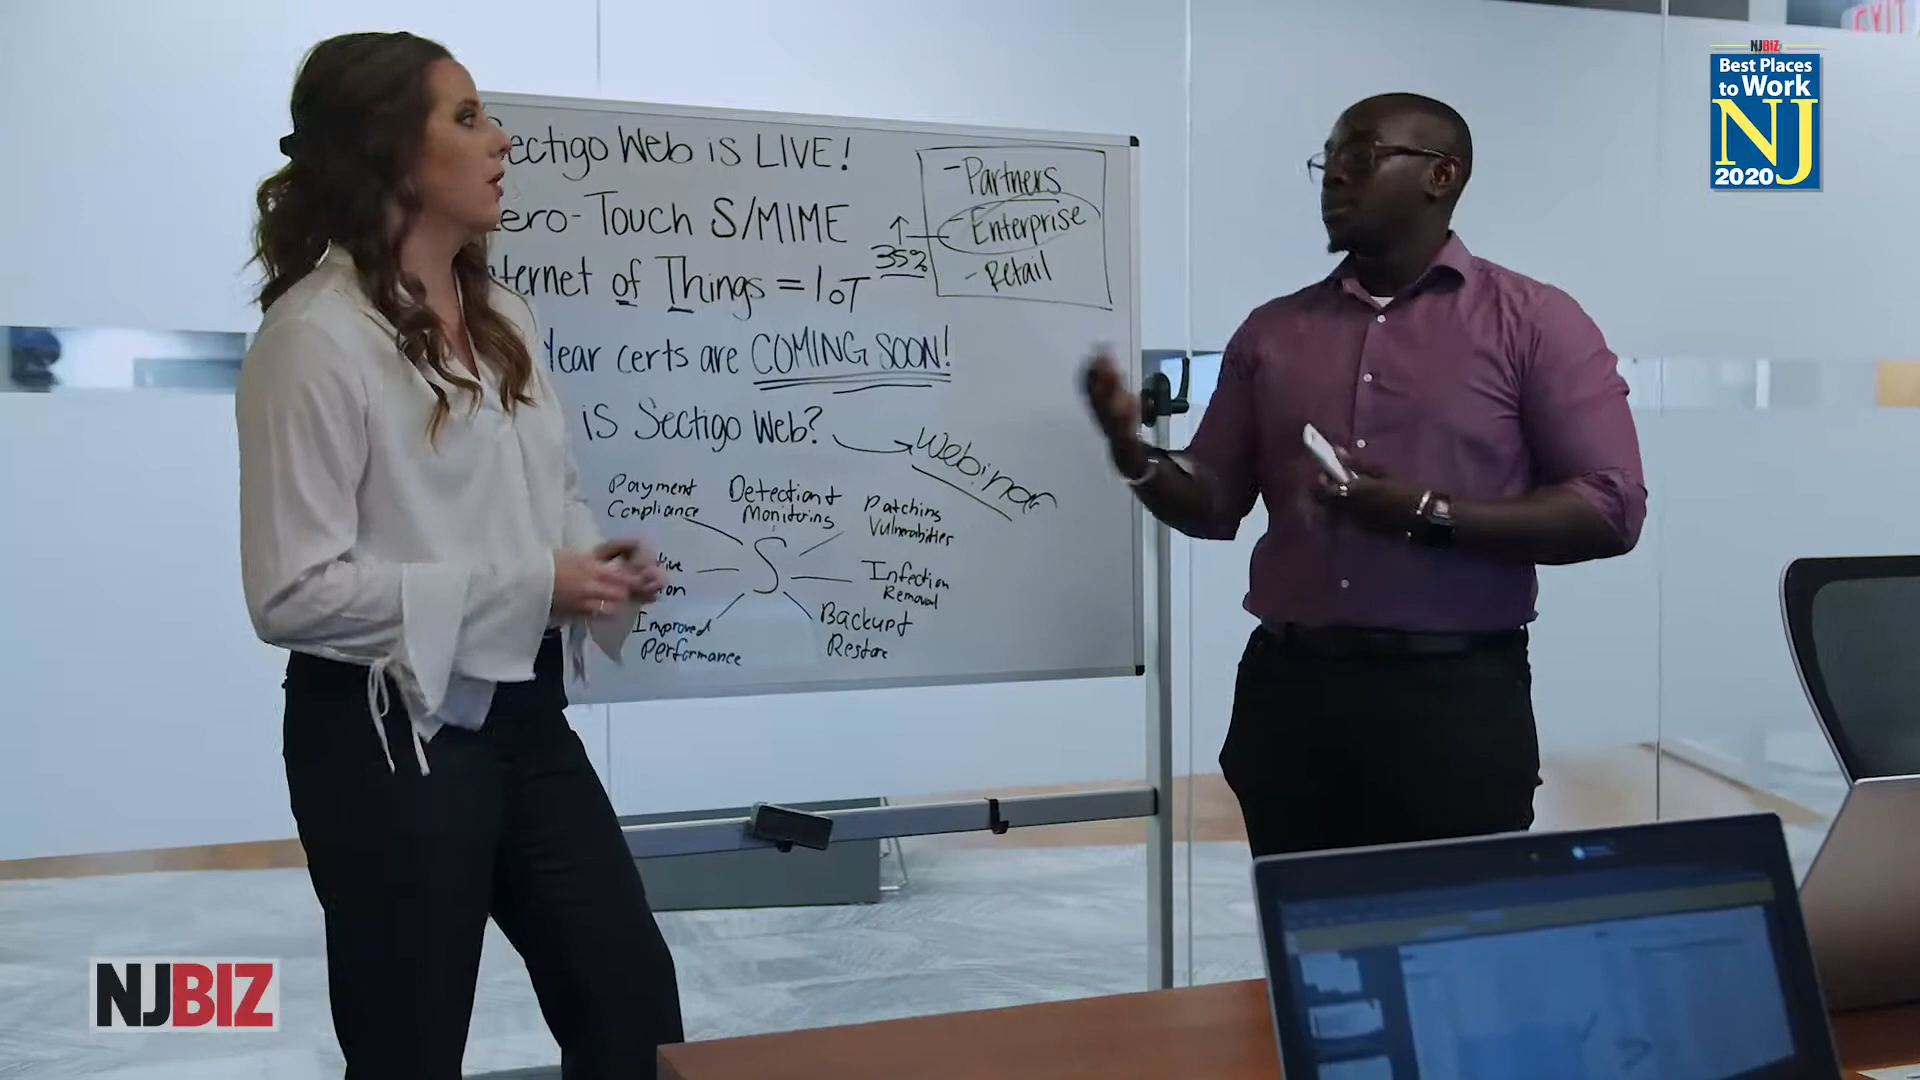 EXIT
NJBIZ
Best Places
to Work
NJ
2020
ectigo Web is LIVE!
ero-Touch S/MIME
ternet of Things = IoT
Year certs are COMING SOON!
is Sectigo Web?
Webinar
- Partners
- Enterprise
- Retail
35%
Payment
Compliance
Detection +
Monitoring
Patching
Vulnerabilities
Infection
Removal
Backup +
Restore
Improved
Performance
S
NJBIZ